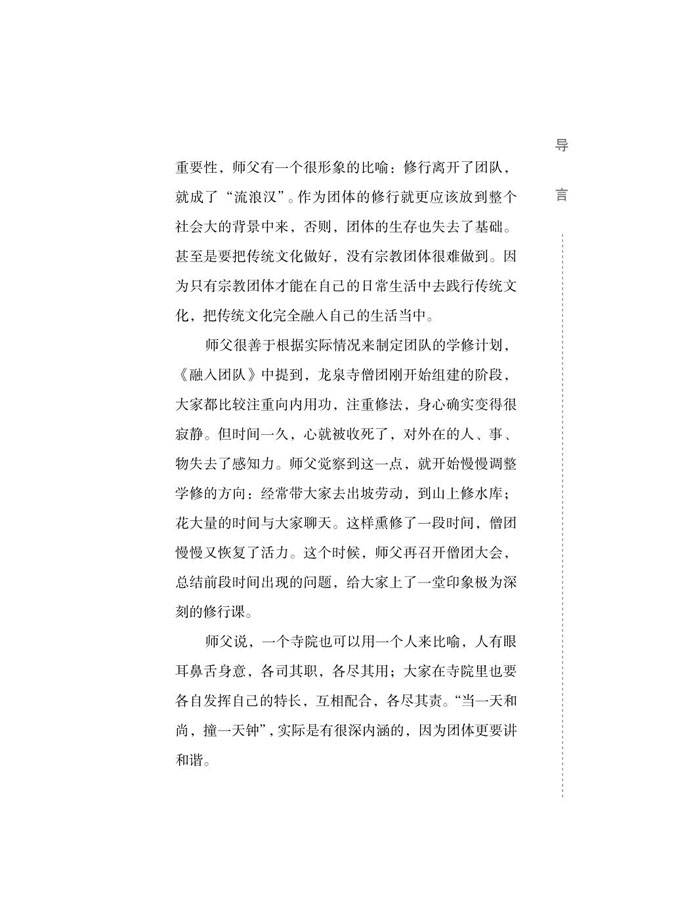 导
言
重要性，师父有一个很形象的比喻：修行离开了团队，
就成了“流浪汉”。作为团体的修行就更应该放到整个
社会大的背景中来，否则，团体的生存也失去了基础。
甚至是要把传统文化做好，没有宗教团体很难做到。因
为只有宗教团体才能在自己的日常生活中去践行传统文
化，把传统文化完全融入自己的生活当中。
师父很善于根据实际情况来制定团队的学修计划，
《融入团队》中提到，龙泉寺僧团刚开始组建的阶段，
大家都比较注重向内用功，注重修法，身心确实变得很
寂静。但时间一久，心就被收死了，对外在的人、事、
物失去了感知力。师父觉察到这一点，就开始慢慢调整
学修的方向：经常带大家去出坡劳动，到山上修水库；
花大量的时间与大家聊天。这样熏修了一段时间，僧团
慢慢又恢复了活力。这个时候，师父再召开僧团大会，
总结前段时间出现的问题，给大家上了一堂印象极为深
刻的修行课。
师父说，一个寺院也可以用一个人来比喻，人有眼
耳鼻舌身意，各司其职，各尽其用；大家在寺院里也要
各自发挥自己的特长，互相配合，各尽其责。“当一天和
尚，撞一天钟”，实际是有很深内涵的，因为团体更要讲
和谐。